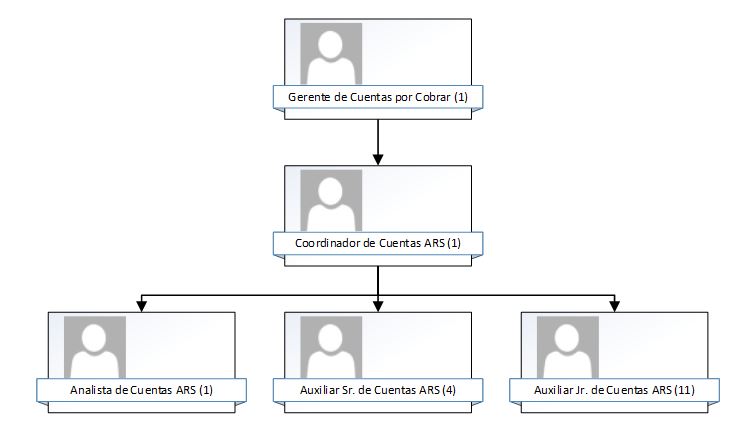 Gerente de Cuentas por Cobrar (1)
Coordinador de Cuentas ARS (1)
Analista de Cuentas ARS (1)
Auxiliar Sr. de Cuentas ARS (4)
Auxiliar Jr. de Cuentas ARS (11)